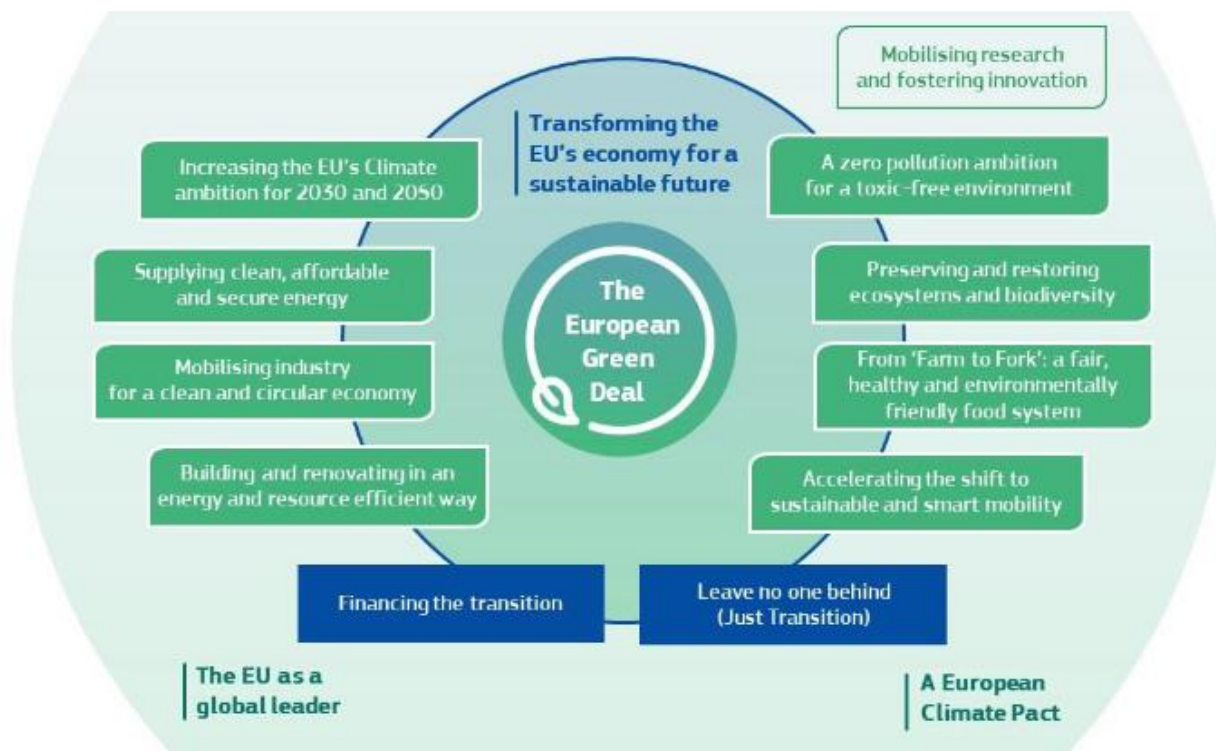 Mobilising research
and fostering innovation
Transforming the
EU's economy for a
sustainable future
Increasing the EU's Climate
ambition for 2030 and 2050
Supplying clean, affordable
and secure energy
Mobilising industry
for a clean and circular economy
Building and renovating in an
energy and resource efficient way
The
European
Green
Deal
A zero pollution ambition
for a toxic-free environment
Preserving and restoring
ecosystems and biodiversity
From ‘Farm to Fork’: a fair,
healthy and environmentally
friendly food system
Accelerating the shift to
sustainable and smart mobility
Financing the transition
Leave no one behind
(Just Transition)
The EU as a
global leader
A European
Climate Pact